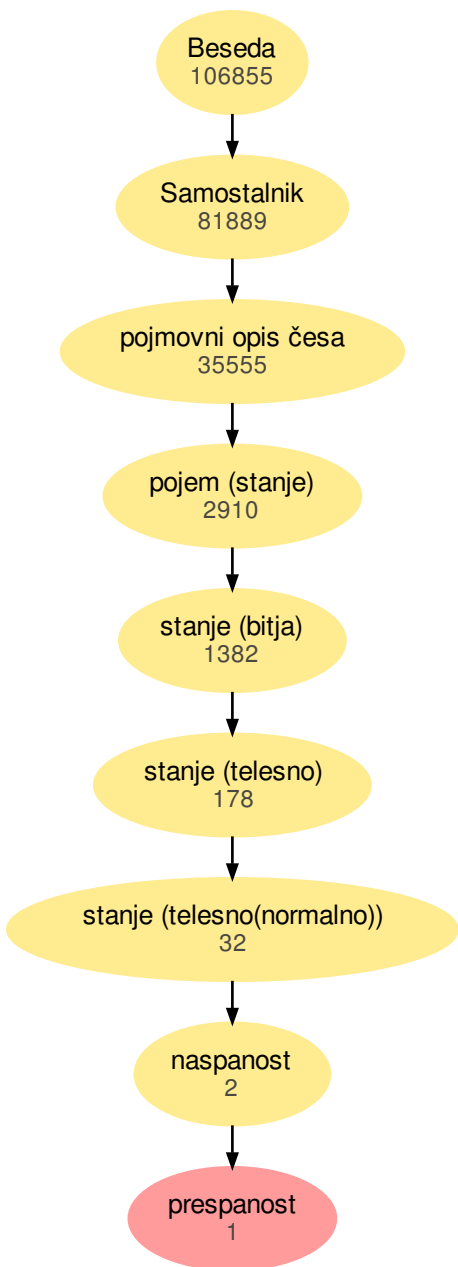 Beseda
106855
Samostalnik
81889
pojmovni opis česa
35555
pojem (stanje)
2910
stanje (bitja)
1382
stanje (telesno)
178
stanje (telesno(normalno))
32
naspanost
2
prespanost
1